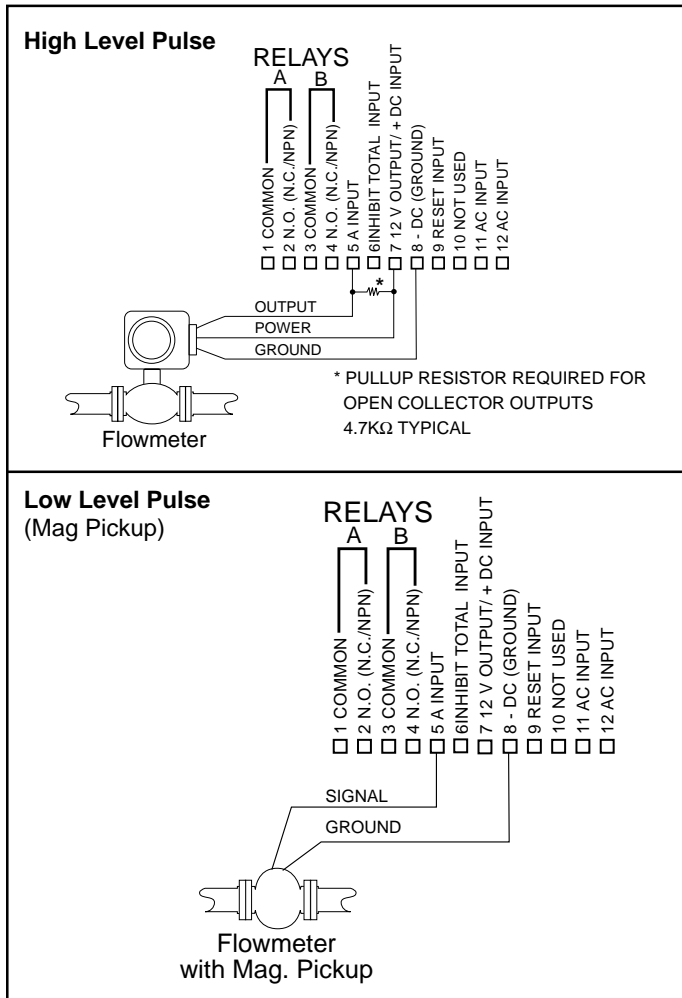 High Level Pulse
RELAYS
A
B
1 COMMON
2 N.O. (N.C./NPN)
3 COMMON
4 N.O. (N.C./NPN)
5 A INPUT
6INHIBIT TOTAL INPUT
7 12 V OUTPUT/ + DC INPUT
8 - DC (GROUND)
9 RESET INPUT
10 NOT USED
11 AC INPUT
12 AC INPUT
*
OUTPUT
POWER
GROUND
* PULLUP RESISTOR REQUIRED FOR
OPEN COLLECTOR OUTPUTS
4.7KΩ TYPICAL
Flowmeter
Low Level Pulse
(Mag Pickup)
RELAYS
A
B
1 COMMON
2 N.O. (N.C./NPN)
3 COMMON
4 N.O. (N.C./NPN)
5 A INPUT
6INHIBIT TOTAL INPUT
7 12 V OUTPUT/ + DC INPUT
8 - DC (GROUND)
9 RESET INPUT
10 NOT USED
11 AC INPUT
12 AC INPUT
SIGNAL
GROUND
Flowmeter
with Mag. Pickup